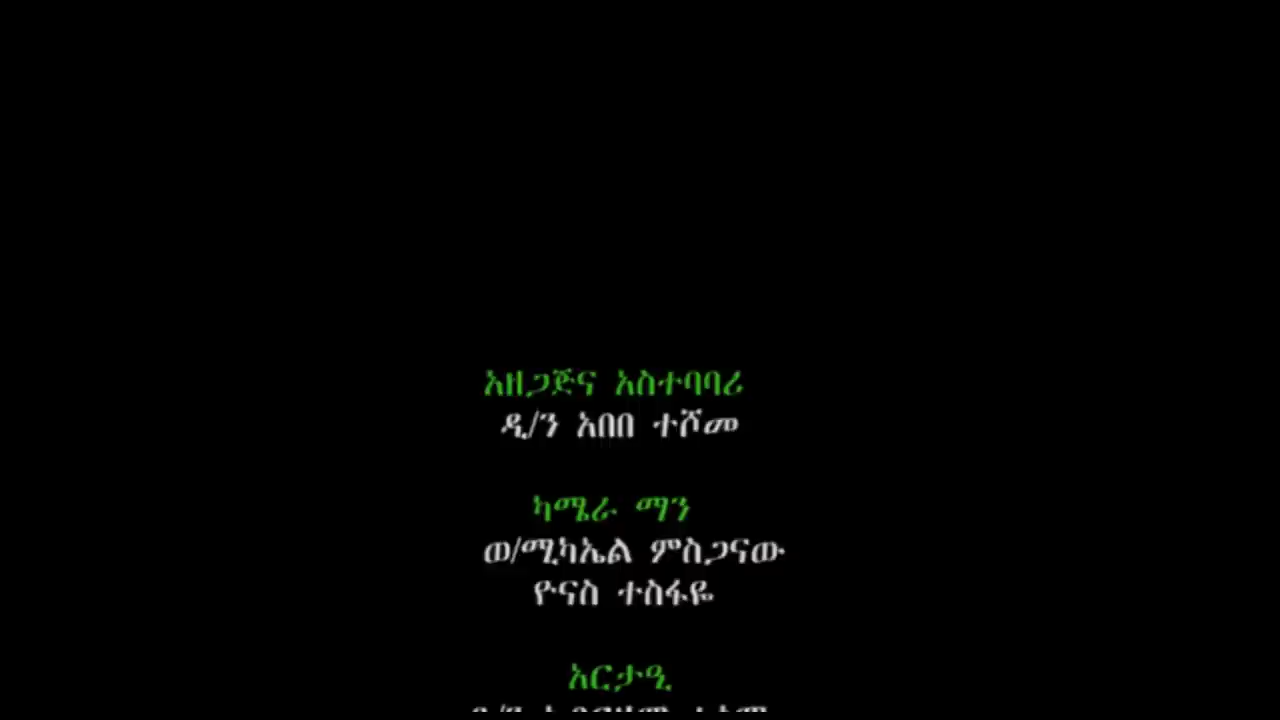 አዘጋጅና አስተባባሪ
ዲ/ን አበበ ተሾመ
ካሜራ ማን
ወ/ሚካኤል ምስጋናው
ዮናስ ተስፋዬ
አርታዒ